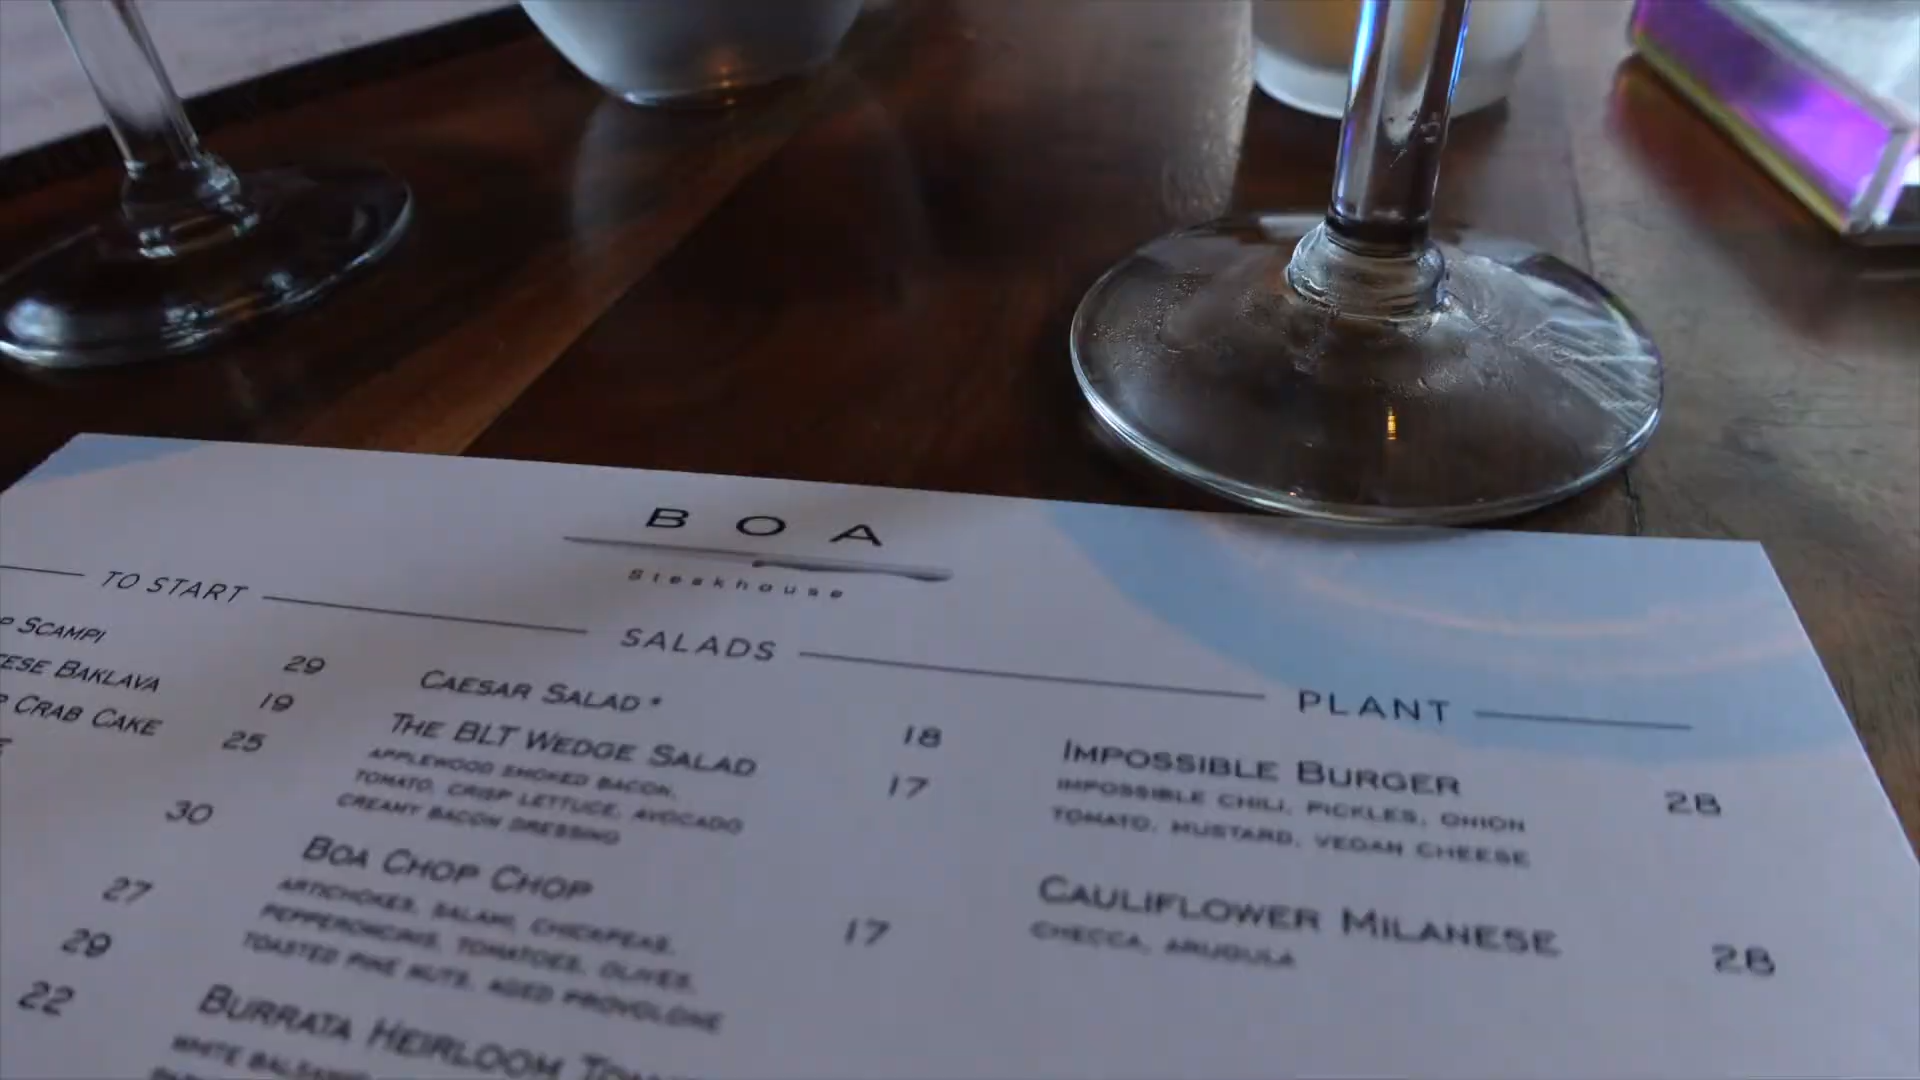 BOA
Steakhouse
TO START
P SCAMPI
29
ESE BAKLAVA
19
CRAB CAKE
25
30
27
29
22
SALADS
CAESAR SALAD*
18
THE BLT WEDGE SALAD
17
APPLEWOOD SMOKED BACON,
TOMATO, CRISP LETTUCE, AVOCADO
CREAMY BACON DRESSING
BOA CHOP CHOP
17
ARTICHOKES, SALAMI, CHICKPEAS,
PEPPERONCINIS, TOMATOES, OLIVES,
TOASTED PINE NUTS, AGED PROVOLONE
BURRATA HEIRLOOM
WHITE
PLANT
IMPOSSIBLE BURGER
28
IMPOSSIBLE CHILI, PICKLES, ONION
TOMATO, MUSTARD, VEGAN CHEESE
CAULIFLOWER MILANESE
28
CHECCA, ARUGULA